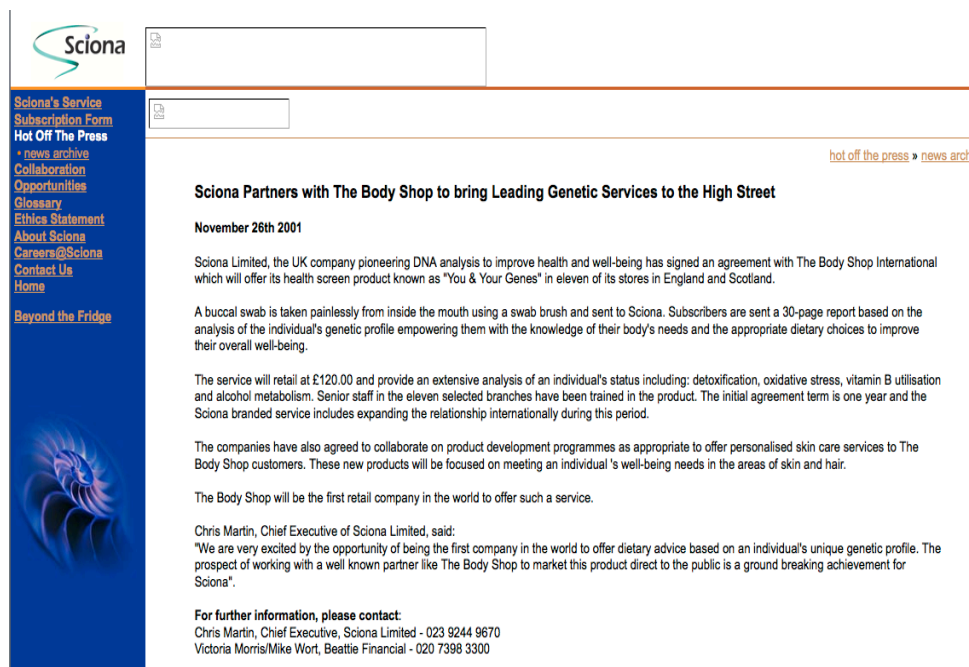 Sciona
Sciona's Service
Subscription Form
Hot Off The Press
• news archive
Collaboration
Opportunities
Glossary
Ethics Statement
About Sciona
Careers@Sciona
Contact Us
Home
Beyond the Fridge
hot off the press » news arch
Sciona Partners with The Body Shop to bring Leading Genetic Services to the High Street
November 26th 2001
Sciona Limited, the UK company pioneering DNA analysis to improve health and well-being has signed an agreement with The Body Shop International
which will offer its health screen product known as "You & Your Genes" in eleven of its stores in England and Scotland.
A buccal swab is taken painlessly from inside the mouth using a swab brush and sent to Sciona. Subscribers are sent a 30-page report based on the
analysis of the individual's genetic profile empowering them with the knowledge of their body's needs and the appropriate dietary choices to improve
their overall well-being.
The service will retail at £120.00 and provide an extensive analysis of an individual's status including: detoxification, oxidative stress, vitamin B utilisation
and alcohol metabolism. Senior staff in the eleven selected branches have been trained in the product. The initial agreement term is one year and the
Sciona branded service includes expanding the relationship internationally during this period.
The companies have also agreed to collaborate on product development programmes as appropriate to offer personalised skin care services to The
Body Shop customers. These new products will be focused on meeting an individual 's well-being needs in the areas of skin and hair.
The Body Shop will be the first retail company in the world to offer such a service.
Chris Martin, Chief Executive of Sciona Limited, said:
"We are very excited by the opportunity of being the first company in the world to offer dietary advice based on an individual's unique genetic profile. The
prospect of working with a well known partner like The Body Shop to market this product direct to the public is a ground breaking achievement for
Sciona".
For further information, please contact:
Chris Martin, Chief Executive, Sciona Limited - 023 9244 9670
Victoria Morris/Mike Wort, Beattie Financial - 020 7398 3300